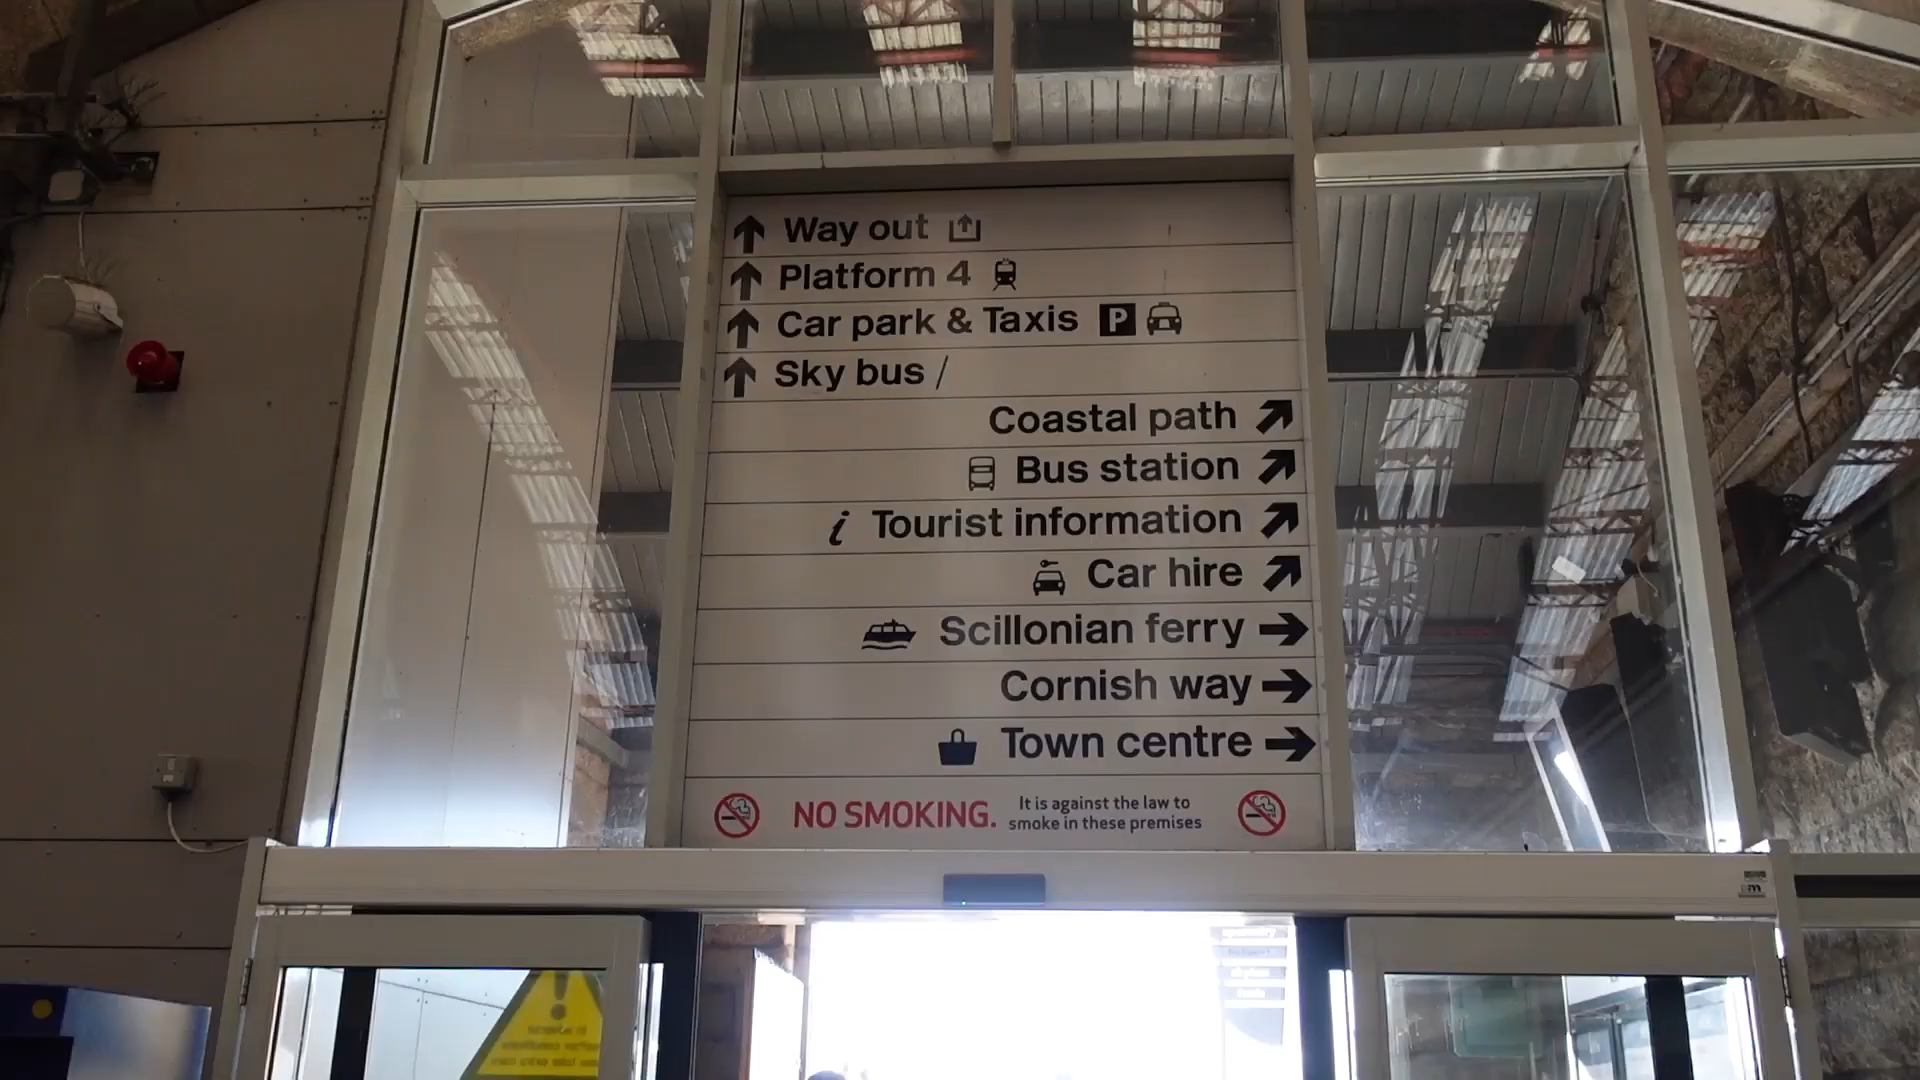 Way out
Platform 4
Car park & Taxis P
Sky bus /
Coastal path
Bus station
i Tourist information
Car hire
Scillonian ferry
Cornish way
Town centre
NO SMOKING.
It is against the law to
smoke in these premises